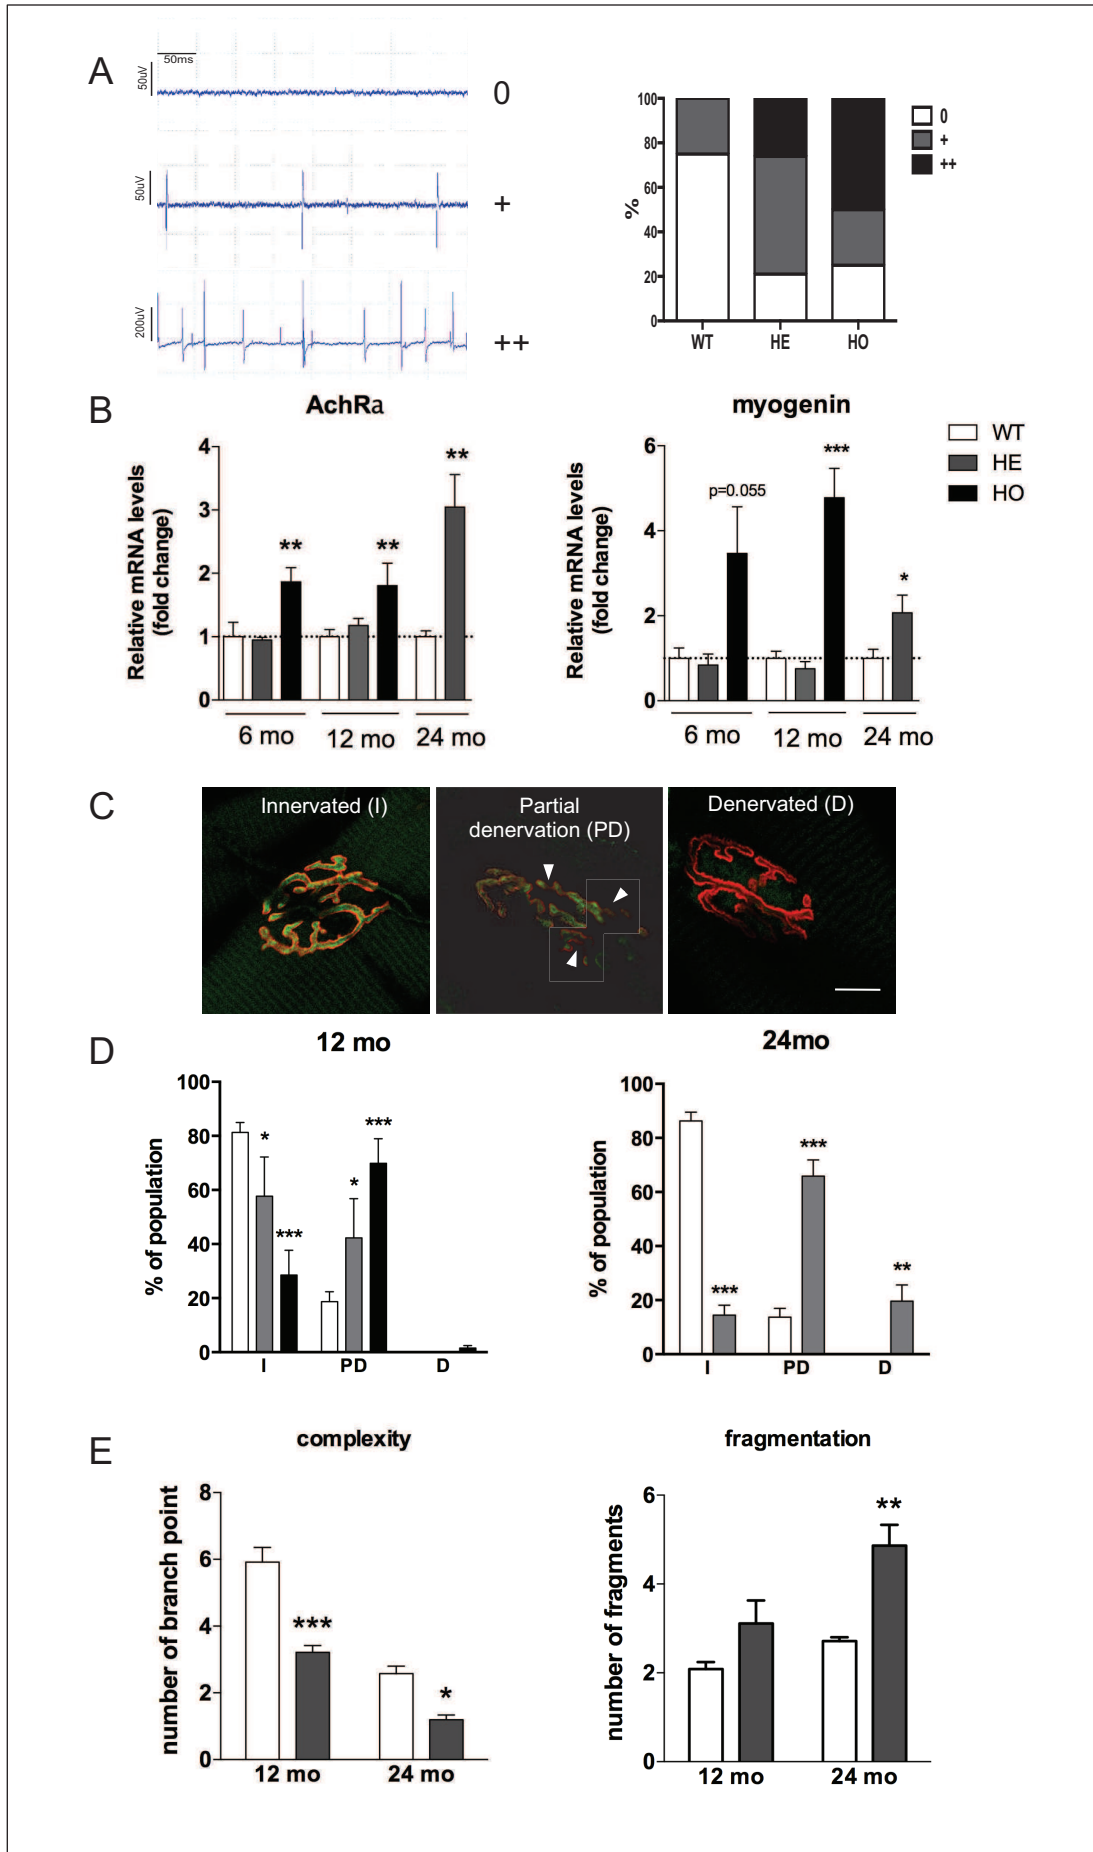 A
50ms
50uV
0
50uV
+
200uV
++
100
80
60
40
20
0
%
WT
HE
HO
0
+
++
B
AchRa
Relative mRNA levels
(fold change)
4
3
2
1
0
**
**
**
6 mo
12 mo
24 mo
myogenin
Relative mRNA levels
(fold change)
6
4
2
0
p=0.055
***
*
6 mo
12 mo
24 mo
WT
HE
HO
C
Innervated (I)
Partial
denervation (PD)
Denervated (D)
D
12 mo
% of population
100
80
60
40
20
0
*
***
*
***
I
PD
D
24mo
% of population
100
80
60
40
20
0
***
***
**
I
PD
D
E
complexity
number of branch point
8
6
4
2
0
***
*
12 mo
24 mo
fragmentation
number of fragments
6
4
2
0
**
12 mo
24 mo